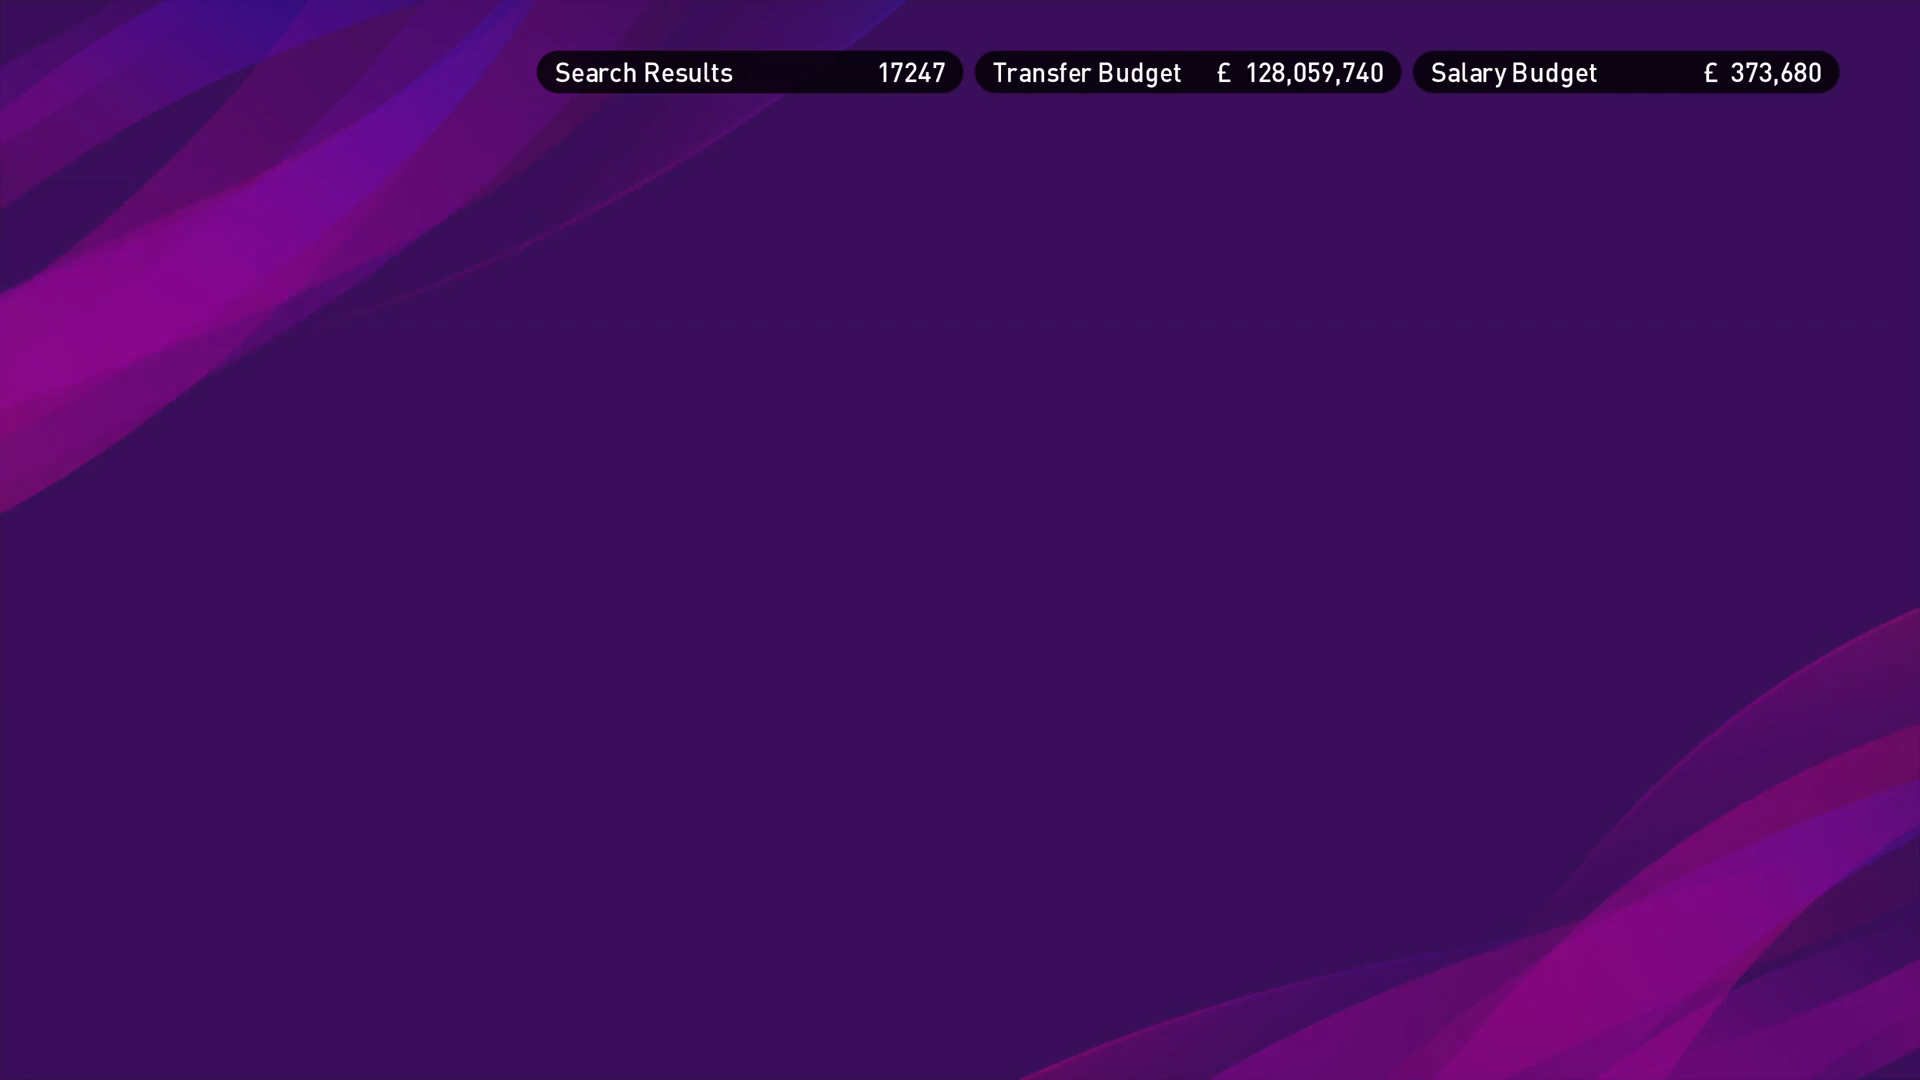 Search Results 17247 Transfer Budget £ 128,059,740 Salary Budget £ 373,680